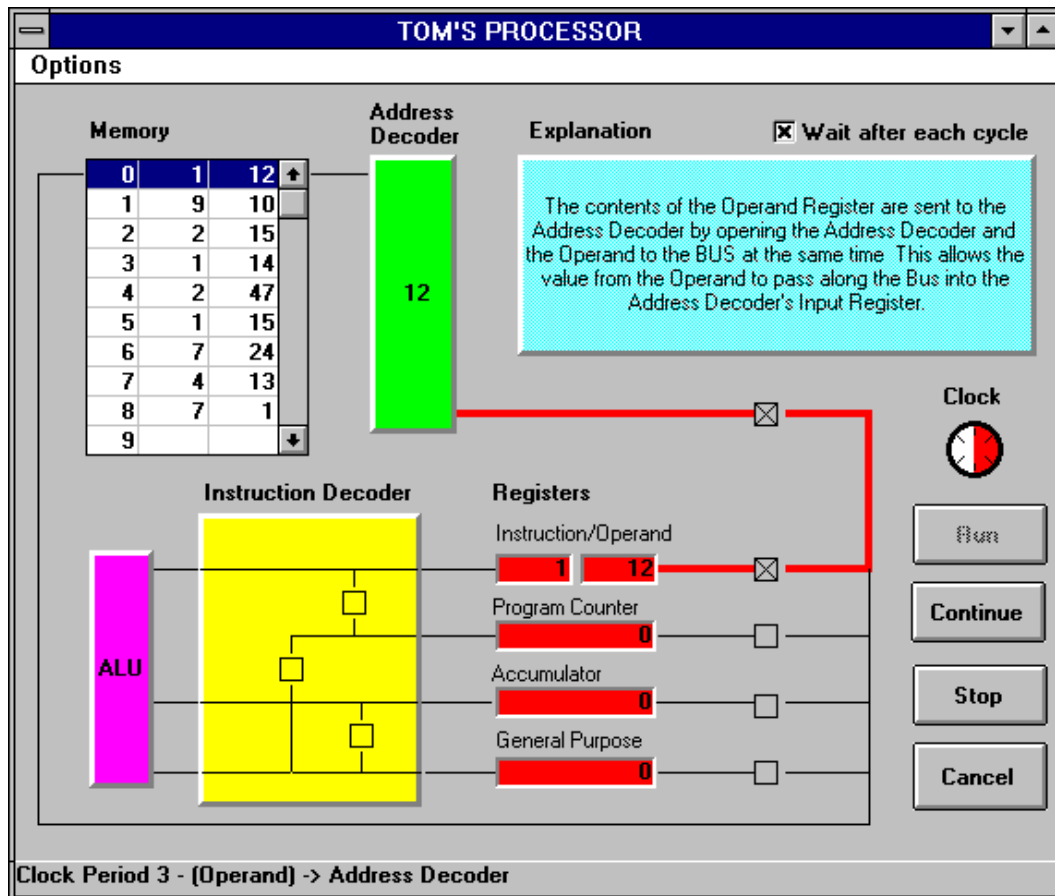 TOM'S PROCESSOR
Options
Memory
Address
Decoder
Explanation
Wait after each cycle
0 1 12
1 9 10
2 2 15
3 1 14
4 2 47
5 1 15
6 7 24
7 4 13
8 7 1
9
12
The contents of the Operand Register are sent to the
Address Decoder by opening the Address Decoder and
the Operand to the BUS at the same time This allows the
value from the Operand to pass along the Bus into the
Address Decoder's Input Register.
Clock
Instruction Decoder
Registers
Instruction/Operand
1 12
Program Counter
0
Accumulator
0
General Purpose
0
ALU
Run
Continue
Stop
Cancel
Clock Period 3 - (Operand) -> Address Decoder